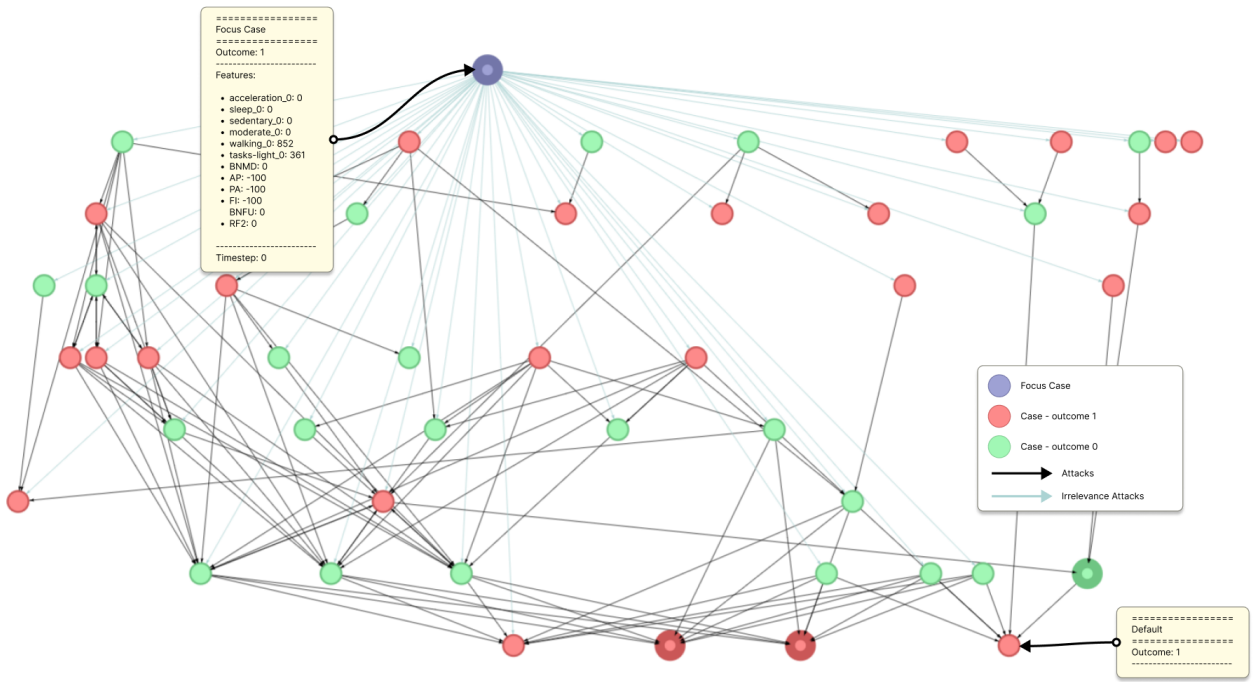 ==================
Focus Case
==================
Outcome: 1
------------------------
Features:
• acceleration_0: 0
• sleep_0: 0
• sedentary_0: 0
• moderate_0: 0
• walking_0: 852
• tasks-light_0: 361
• BNMD: 0
• AP: -100
• PA: -100
• FI: -100
BNFU: 0
• RF2: 0
------------------------
Timestep: 0
Focus Case
Case - outcome 1
Case - outcome 0
Attacks
Irrelevance Attacks
==================
Default
==================
Outcome: 1
------------------------